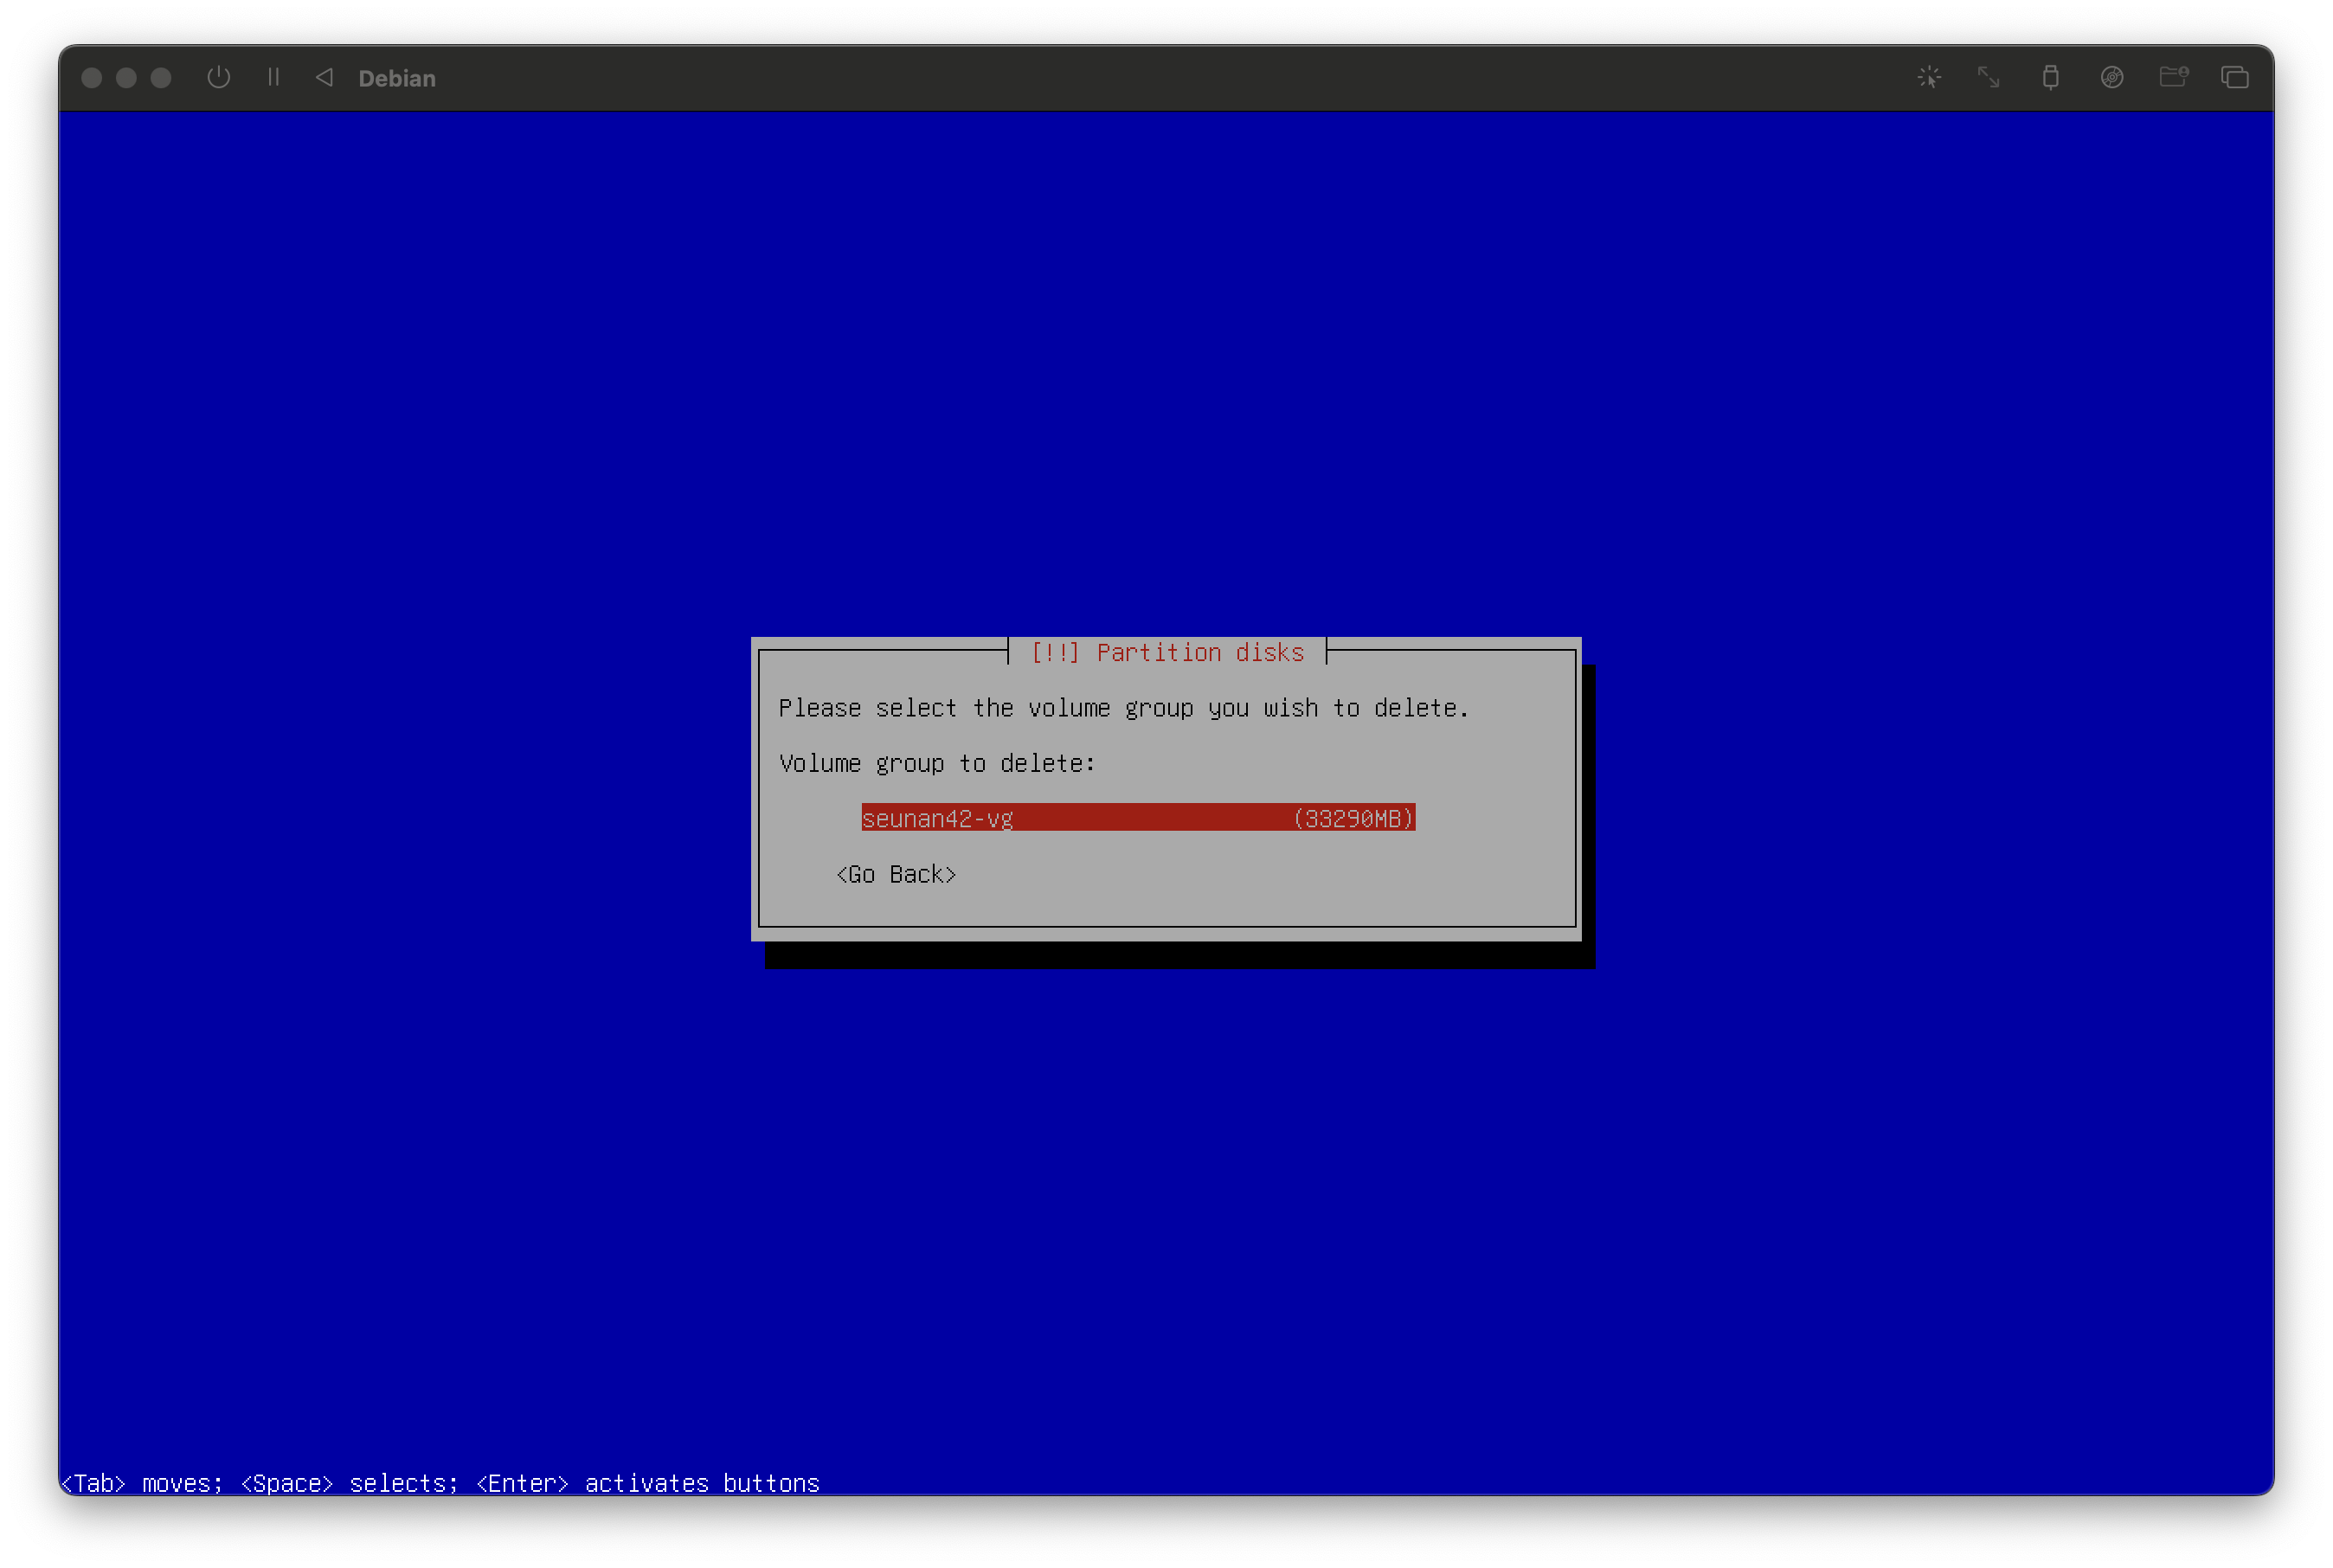 Debian
[!!] Partition disks
Please select the volume group you wish to delete.
Volume group to delete:
seunan42-vg (33290MB)
<Go Back>
<Tab> moves; <Space> selects; <Enter> activates buttons